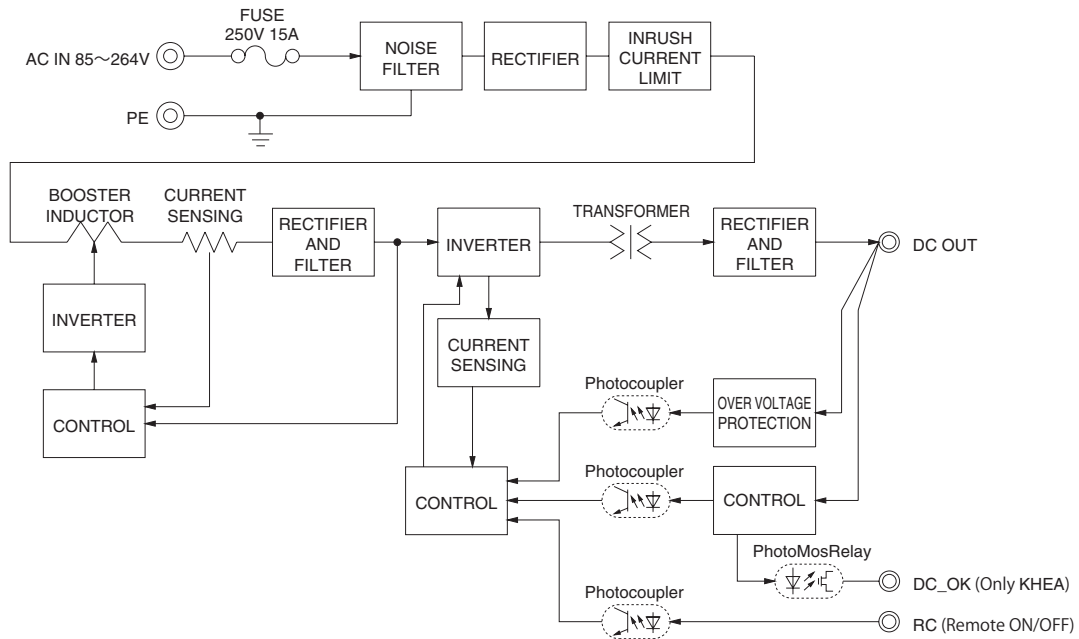 FUSE
250V 15A
AC IN 85～264V
NOISE
FILTER
RECTIFIER
INRUSH
CURRENT
LIMIT
PE
BOOSTER
INDUCTOR
CURRENT
SENSING
RECTIFIER
AND
FILTER
INVERTER
TRANSFORMER
RECTIFIER
AND
FILTER
DC OUT
INVERTER
CURRENT
SENSING
CONTROL
Photocoupler
OVER VOLTAGE
PROTECTION
CONTROL
Photocoupler
CONTROL
PhotoMosRelay
DC_OK (Only KHEA)
Photocoupler
RC (Remote ON/OFF)